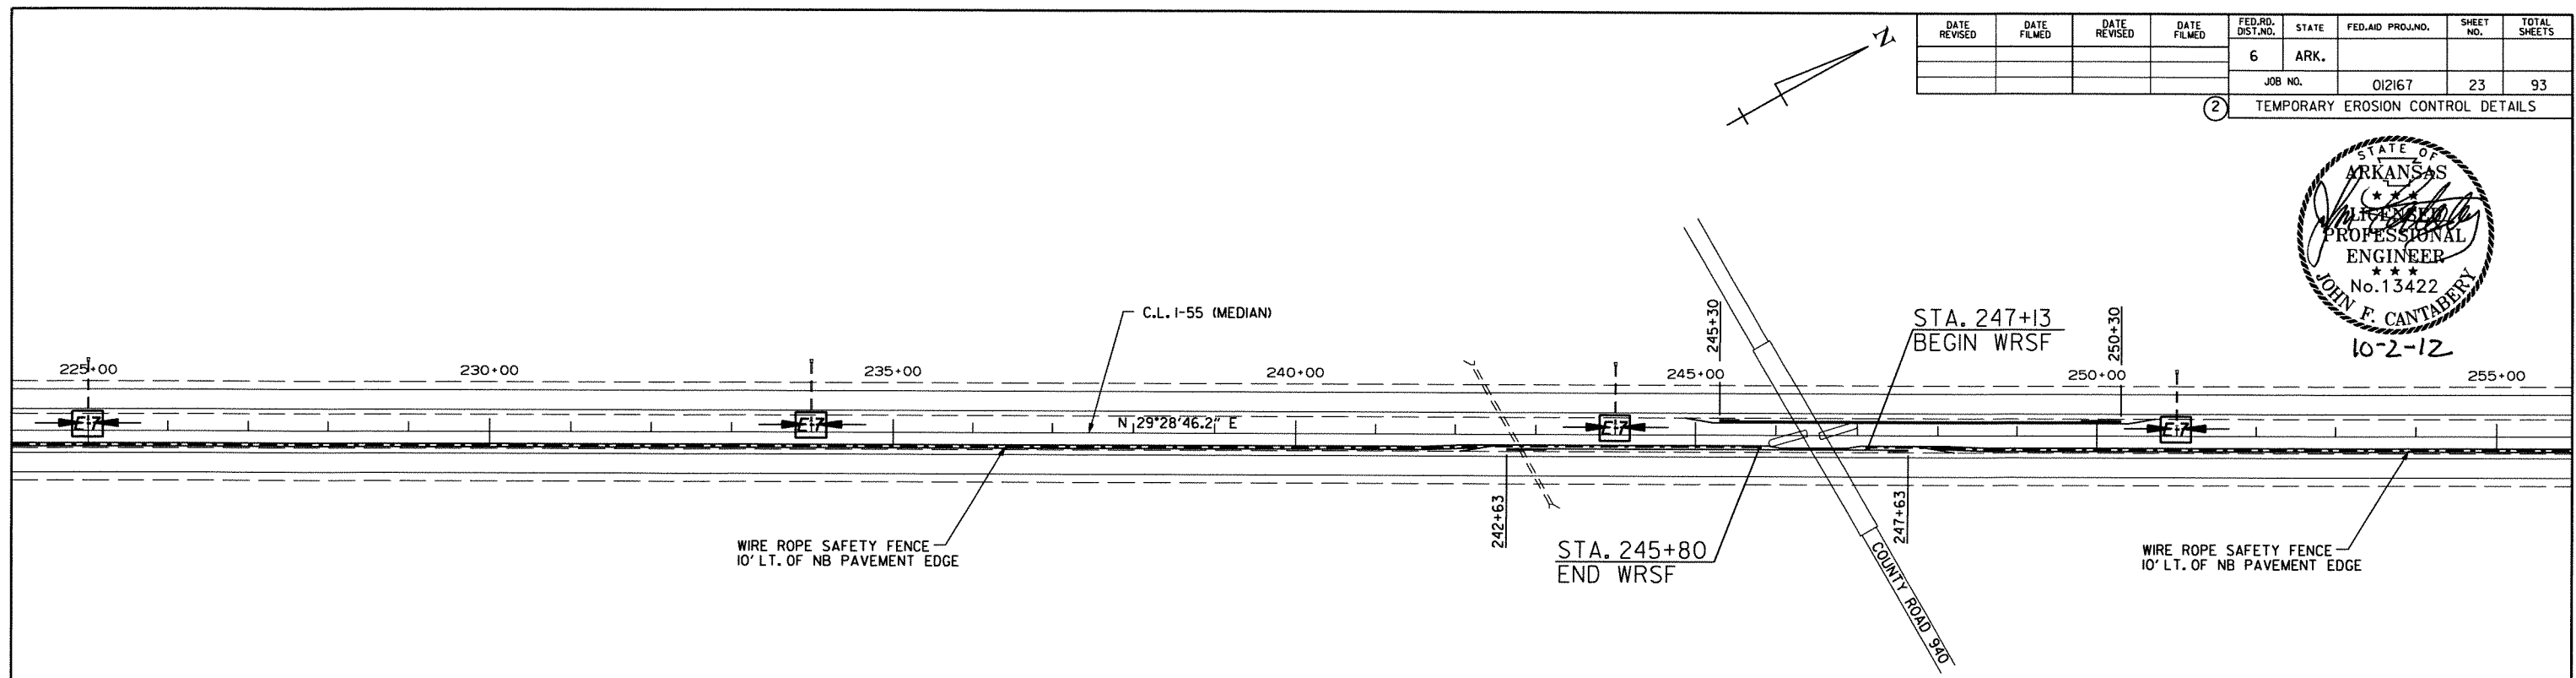 DATE REVISED
DATE FILMED
DATE REVISED
DATE FILMED
FED.RD. DIST.NO.
STATE
FED.AID PROJ.NO.
SHEET NO.
TOTAL SHEETS
6
ARK.
JOB NO.
012167
23
93
2
TEMPORARY EROSION CONTROL DETAILS
N
STATE OF
ARKANSAS
★ ★ ★
LICENSED
PROFESSIONAL
ENGINEER
★ ★ ★
No.13422
JOHN F. CANTABERY
10-2-12
C.L. I-55 (MEDIAN)
245+30
STA. 247+13
BEGIN WRSF
250+30
225+00
230+00
235+00
240+00
245+00
250+00
255+00
E-7
E-7
N 29°28'46.2" E
E-7
E-7
242+63
247+63
WIRE ROPE SAFETY FENCE
10' LT. OF NB PAVEMENT EDGE
STA. 245+80
END WRSF
COUNTY ROAD 940
WIRE ROPE SAFETY FENCE
10' LT. OF NB PAVEMENT EDGE